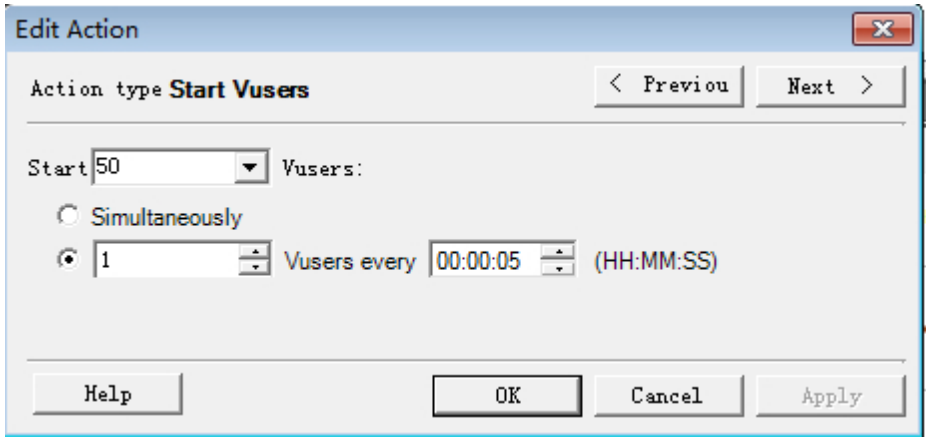 Edit Action
Action type Start Vusers
< Previou
Next >
Start 50 Vusers:
Simultaneously
1 Vusers every 00:00:05 (HH:MM:SS)
Help
OK
Cancel
Apply